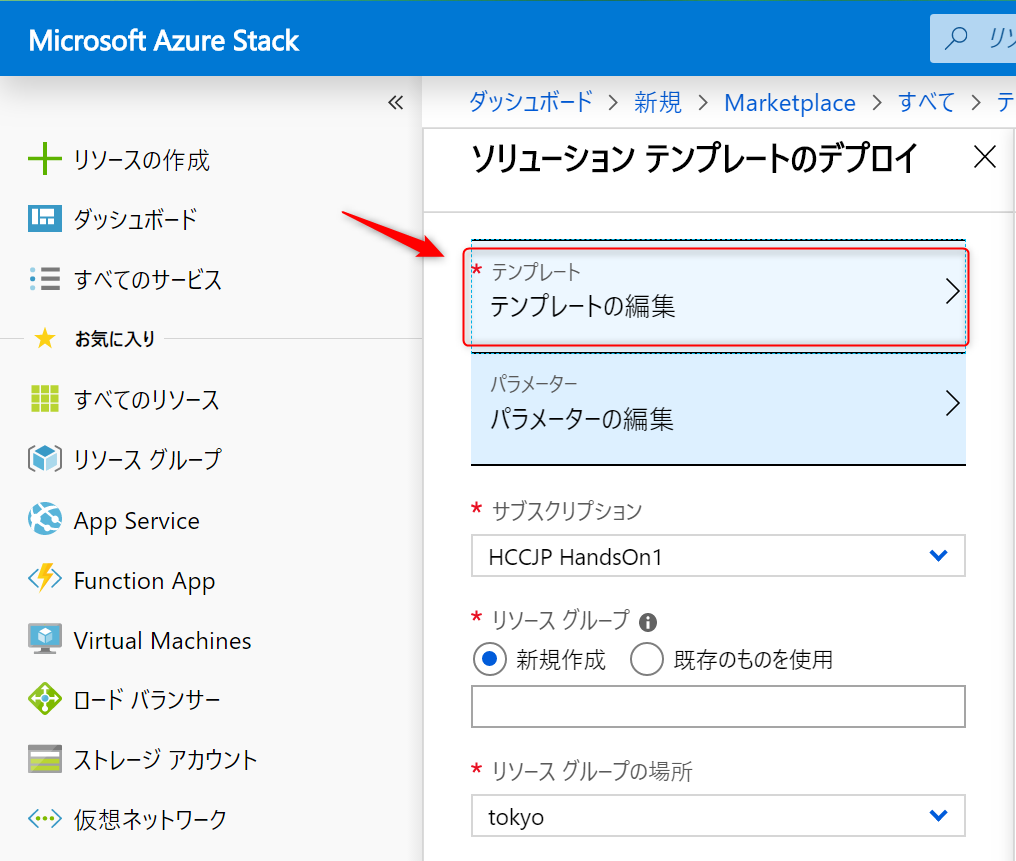 Microsoft Azure Stack
リソ
«
ダッシュボード > 新規 > Marketplace > すべて > テ
リソースの作成
ダッシュボード
すべてのサービス
お気に入り
すべてのリソース
リソース グループ
App Service
Function App
Virtual Machines
ロード バランサー
ストレージ アカウント
仮想ネットワーク
ソリューション テンプレートのデプロイ
* テンプレート
テンプレートの編集
パラメーター
パラメーターの編集
* サブスクリプション
HCCJP HandsOn1
* リソース グループ
新規作成 既存のものを使用
* リソース グループの場所
tokyo